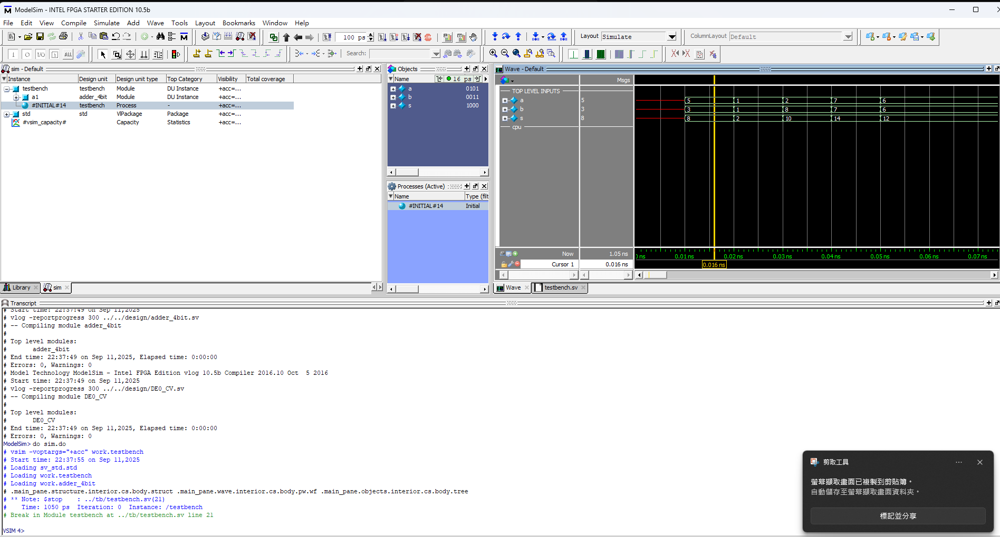 ModelSim - INTEL FPGA STARTER EDITION 10.5b
File Edit View Compile Simulate Add Wave Tools Layout Bookmarks Window Help
100 ps
Layout Simulate
ColumnLayout Default
Search:
sim - Default
Instance Design unit Design unit type Top Category Visibility Total coverage
testbench testbench Module DU Instance +acc=...
a1 adder_4bit Module DU Instance +acc=...
#INITIAL#14 testbench Process - +acc=...
std std VlPackage Package +acc=...
#vsim_capacity# Capacity Statistics +acc=...
Library
sim
Objects
Name 16 ps
a 0101
b 0011
s 1000
Processes (Active)
Name Type (filt
#INITIAL#14 Initial
Wave - Default
Msgs
TOP LEVEL INPUTS
a 5 5 1 2 7 6
b 3 3 1 8 7 6
s 8 8 2 10 14 12
cpu
Now 1.05 ns
ns 0.01 ns 0.02 ns 0.03 ns 0.04 ns 0.05 ns 0.06 ns 0.07 ns
Cursor 1 0.016 ns
0.016 ns
Wave
testbench.sv
Transcript
# Start time: 22:37:49 on Sep 11,2025
# vlog -reportprogress 300 ../../design/adder_4bit.sv
# -- Compiling module adder_4bit
#
# Top level modules:
# adder_4bit
# End time: 22:37:49 on Sep 11,2025, Elapsed time: 0:00:00
# Errors: 0, Warnings: 0
# Model Technology ModelSim - Intel FPGA Edition vlog 10.5b Compiler 2016.10 Oct 5 2016
# Start time: 22:37:49 on Sep 11,2025
# vlog -reportprogress 300 ../../design/DE0_CV.sv
# -- Compiling module DE0_CV
#
# Top level modules:
# DE0_CV
# End time: 22:37:49 on Sep 11,2025, Elapsed time: 0:00:00
# Errors: 0, Warnings: 0
ModelSim> do sim.do
# vsim -voptargs="+acc" work.testbench
# Start time: 22:37:55 on Sep 11,2025
# Loading sv_std.std
# Loading work.testbench
# Loading work.adder_4bit
# .main_pane.structure.interior.cs.body.struct .main_pane.wave.interior.cs.body.pw.wf .main_pane.objects.interior.cs.body.tree
# ** Note: $stop : ../tb/testbench.sv(21)
# Time: 1050 ps Iteration: 0 Instance: /testbench
# Break in Module testbench at ../tb/testbench.sv line 21
VSIM 4>
剪取工具
螢幕擷取畫面已複製到剪貼簿。
自動儲存至螢幕擷取畫面資料夾。
標記並分享